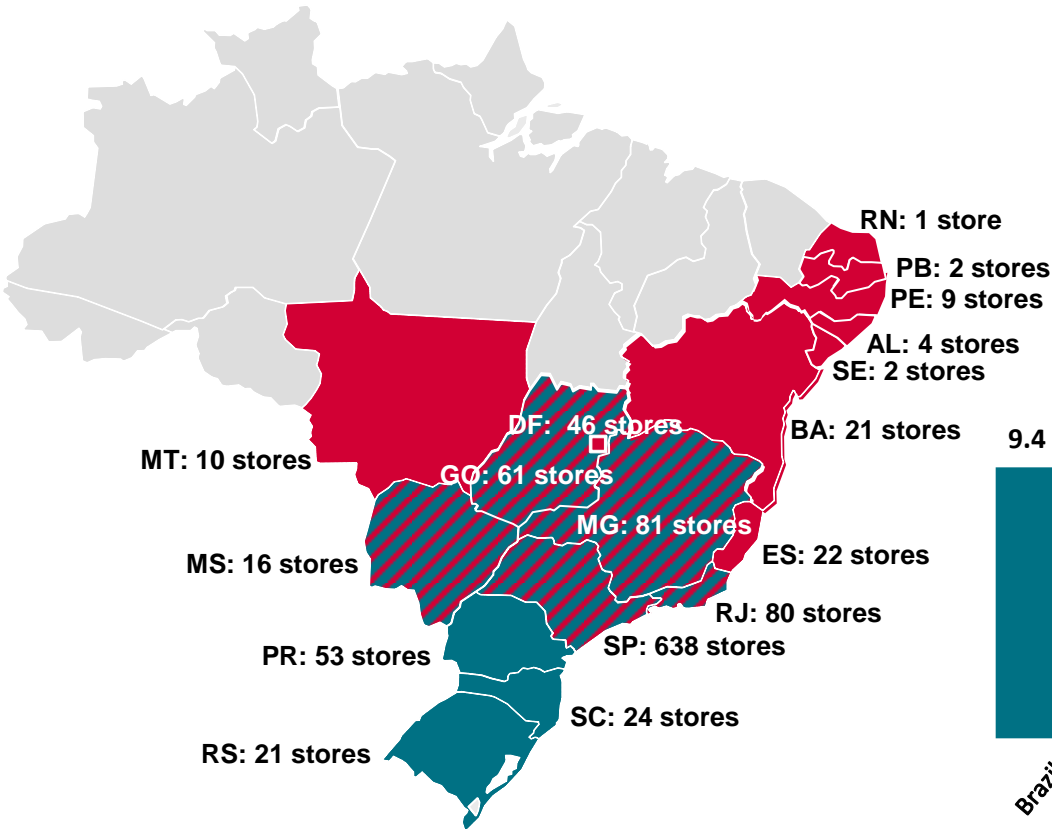 RN: 1 store
PB: 2 stores
PE: 9 stores
AL: 4 stores
SE: 2 stores
BA: 21 stores
9.4
DF: 46 stores
MT: 10 stores
GO: 61 stores
MG: 81 stores
ES: 22 stores
MS: 16 stores
RJ: 80 stores
SP: 638 stores
PR: 53 stores
SC: 24 stores
RS: 21 stores
Brazil